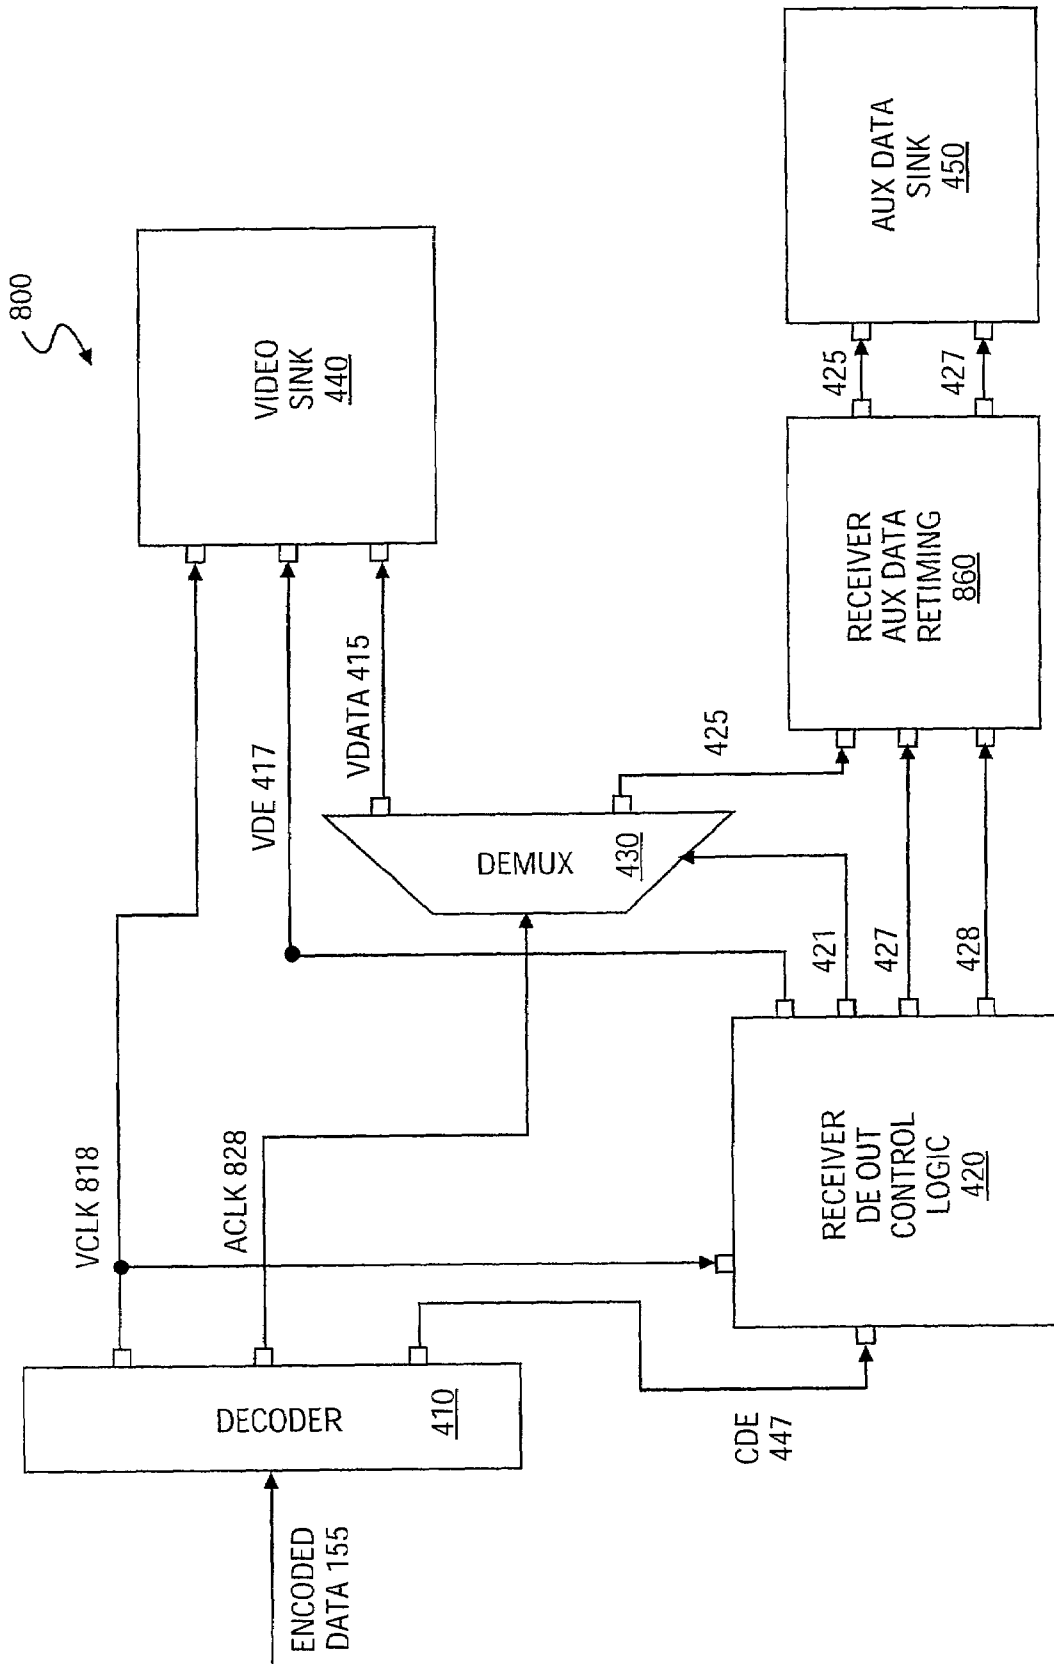 800
ENCODED
DATA 155
DECODER
410
VCLK 818
ACLK 828
CDE
447
VDE 417
VDATA 415
DEMUX
430
VIDEO
SINK
440
RECEIVER
DE OUT
CONTROL
LOGIC
420
421
427
428
425
RECEIVER
AUX DATA
RETIMING
860
425
427
AUX DATA
SINK
450